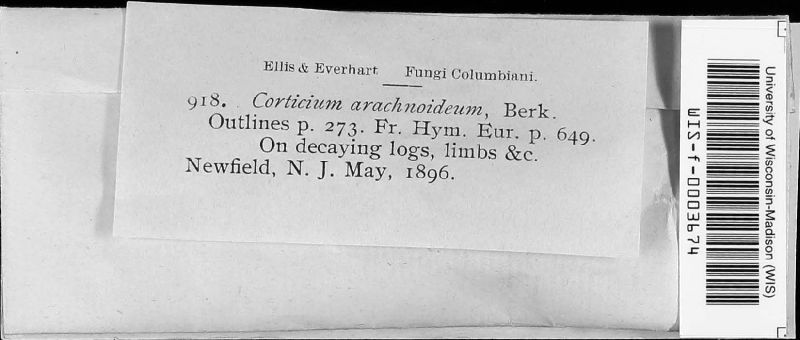 Ellis & Everhart Fungi Columbiani.
918. Corticium arachnoideum, Berk.
Outlines p. 273. Fr. Hym. Eur. p. 649.
On decaying logs, limbs &c.
Newfield, N. J. May, 1896.
University of Wisconsin-Madison (WIS)
WIS-f-0003674